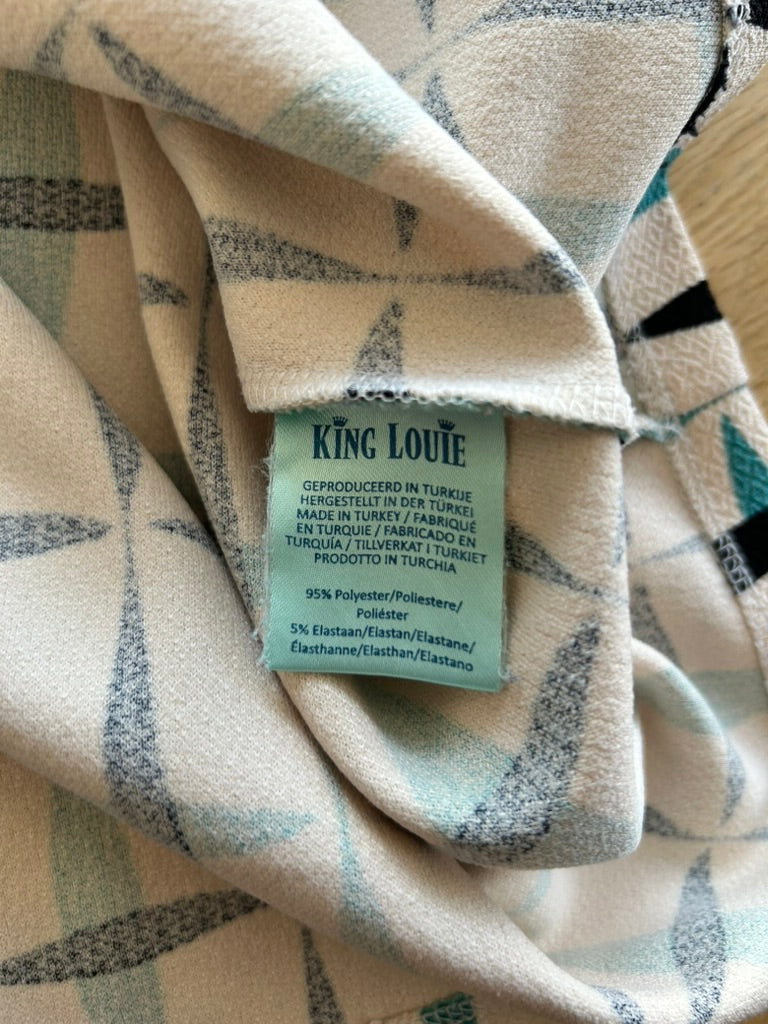 KING LOUIE
GEPRODUCEERD IN TURKIJE
HERGESTELLT IN DER TÜRKEI
MADE IN TURKEY / FABRIQUÉ
EN TURQUIE / FABRICADO EN
TURQUÍA / TILLVERKAT I TURKIET
PRODOTTO IN TURCHIA
95% Polyester/Poliestere/
Poliéster
5% Elastaan/Elastan/Elastane/
Élasthanne/Elasthan/Elastano